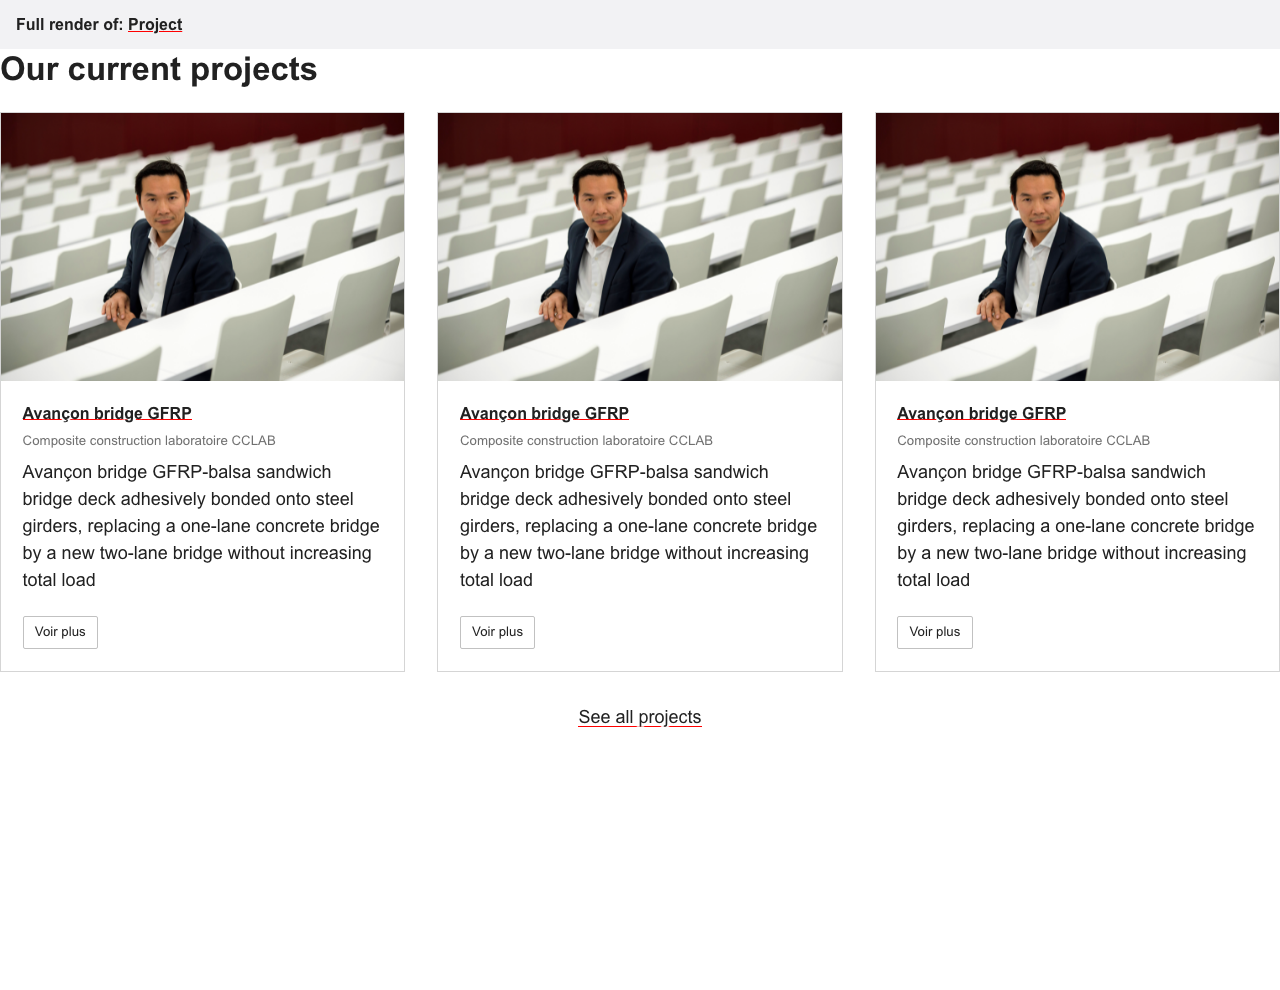 Full render of: Project
Our current projects
Avançon bridge GFRP
Composite construction laboratoire CCLAB
Avançon bridge GFRP-balsa sandwich
bridge deck adhesively bonded onto steel
girders, replacing a one-lane concrete bridge
by a new two-lane bridge without increasing
total load
Voir plus
Avançon bridge GFRP
Composite construction laboratoire CCLAB
Avançon bridge GFRP-balsa sandwich
bridge deck adhesively bonded onto steel
girders, replacing a one-lane concrete bridge
by a new two-lane bridge without increasing
total load
Voir plus
Avançon bridge GFRP
Composite construction laboratoire CCLAB
Avançon bridge GFRP-balsa sandwich
bridge deck adhesively bonded onto steel
girders, replacing a one-lane concrete bridge
by a new two-lane bridge without increasing
total load
Voir plus
See all projects